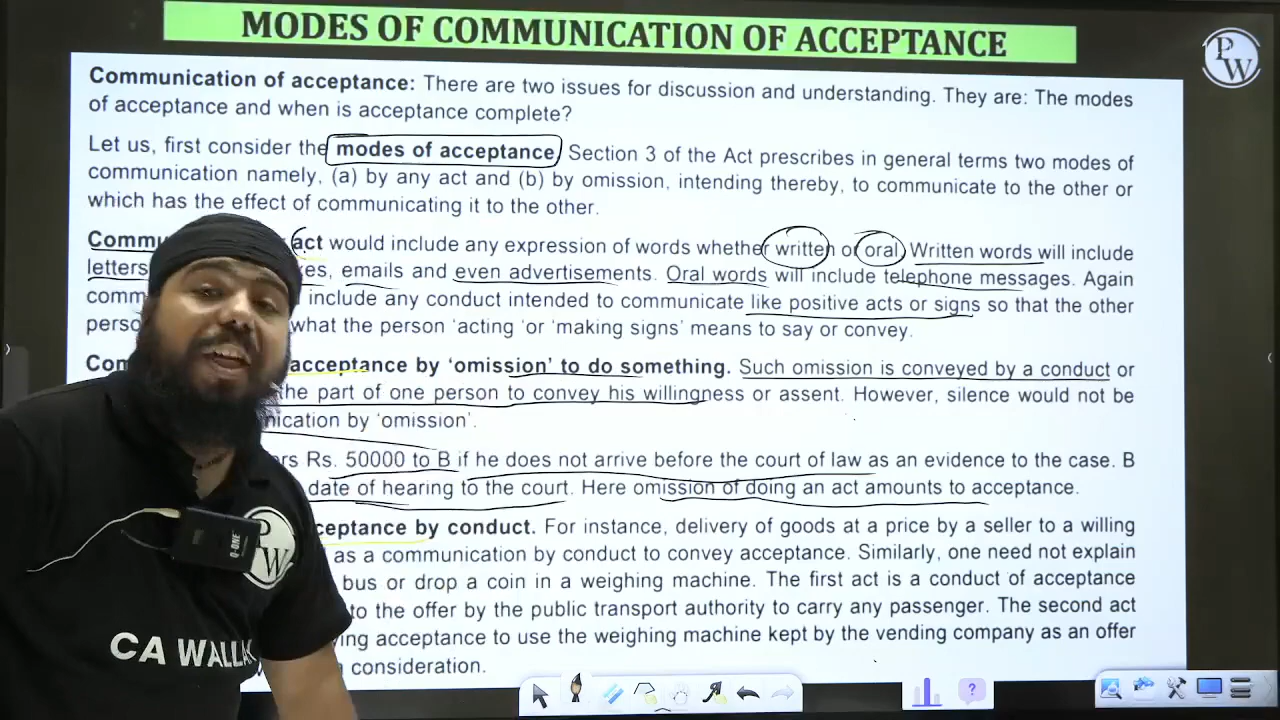 MODES OF COMMUNICATION OF ACCEPTANCE
PW
Communication of acceptance: There are two issues for discussion and understanding. They are: The modes
of acceptance and when is acceptance complete?
Let us, first consider the modes of acceptance. Section 3 of the Act prescribes in general terms two modes of
communication namely, (a) by any act and (b) by omission, intending thereby, to communicate to the other or
which has the effect of communicating it to the other.
act would include any expression of words whether written or oral. Written words will include
letters, emails and even advertisements. Oral words will include telephone messages. Again
include any conduct intended to communicate like positive acts or signs so that the other
what the person 'acting 'or 'making signs' means to say or convey.
acceptance by 'omission' to do something. Such omission is conveyed by a conduct or
the part of one person to convey his willingness or assent. However, silence would not be
by 'omission'.
Rs. 50000 to B if he does not arrive before the court of law as an evidence to the case. B
date of hearing to the court. Here omission of doing an act amounts to acceptance.
by conduct. For instance, delivery of goods at a price by a seller to a willing
as a communication by conduct to convey acceptance. Similarly, one need not explain
bus or drop a coin in a weighing machine. The first act is a conduct of acceptance
to the offer by the public transport authority to carry any passenger. The second act
acceptance to use the weighing machine kept by the vending company as an offer
consideration.
Q-ONE
PW
CA WALLAH